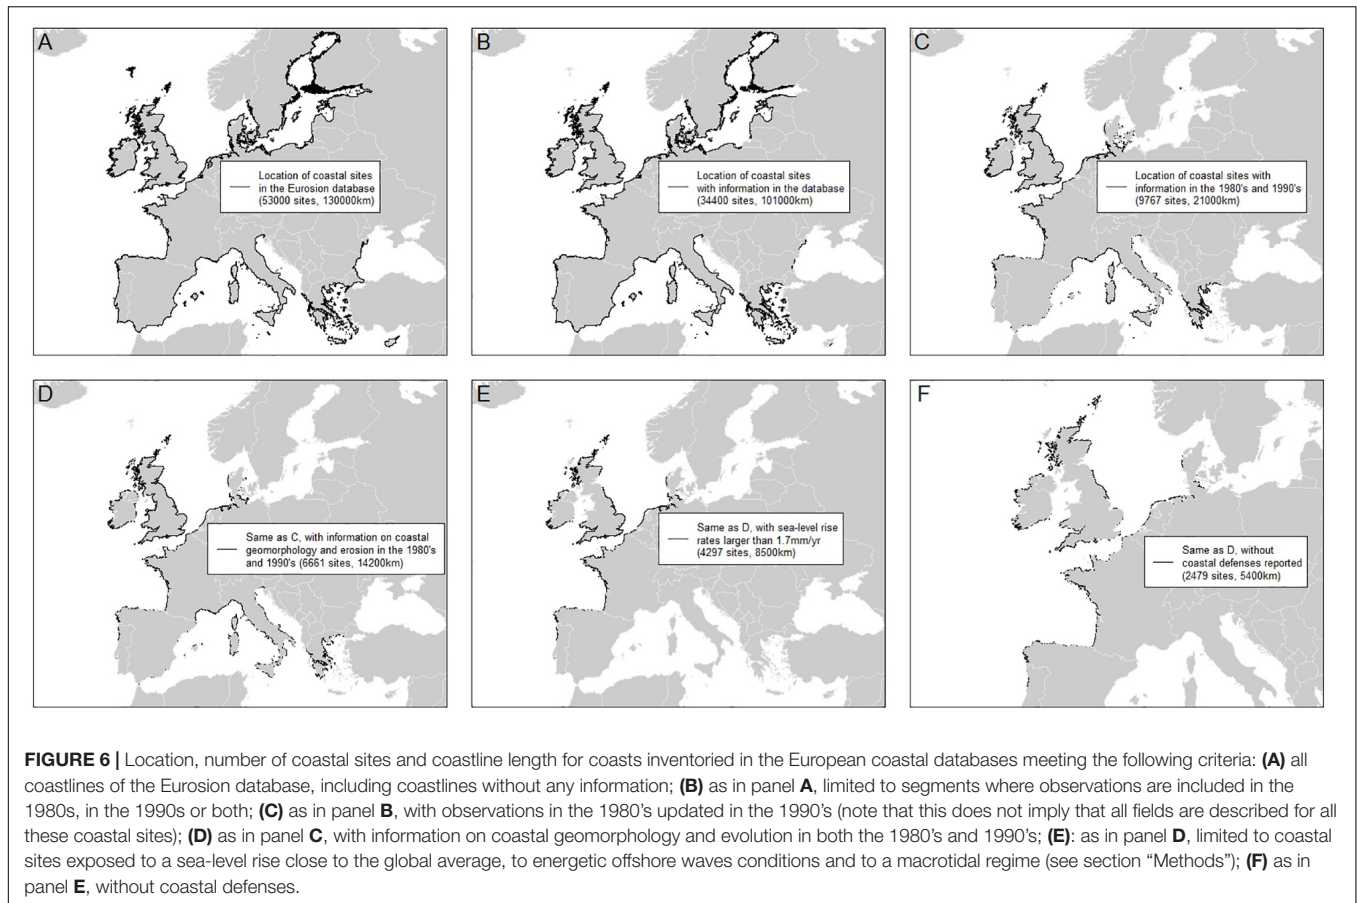 A
Location of coastal sites
in the Eurosion database
(53000 sites, 130000km)
B
Location of coastal sites
with information in the database
(34400 sites, 101000km)
C
Location of coastal sites with
information in the 1980's and 1990's
(9767 sites, 21000km)
D
Same as C, with information on coastal
geomorphology and erosion in the 1980's
and 1990's (6661 sites, 14200km)
E
Same as D, with sea-level rise
rates larger than 1.7mm/yr
(4297 sites, 8500km)
F
Same as D, without
coastal defenses reported
(2479 sites, 5400km)
FIGURE 6 | Location, number of coastal sites and coastline length for coasts inventoried in the European coastal databases meeting the following criteria: (A) all
coastlines of the Eurosion database, including coastlines without any information; (B) as in panel A, limited to segments where observations are included in the
1980s, in the 1990s or both; (C) as in panel B, with observations in the 1980's updated in the 1990's (note that this does not imply that all fields are described for all
these coastal sites); (D) as in panel C, with information on coastal geomorphology and evolution in both the 1980's and 1990's; (E): as in panel D, limited to coastal
sites exposed to a sea-level rise close to the global average, to energetic offshore waves conditions and to a macrotidal regime (see section “Methods”); (F) as in
panel E, without coastal defenses.